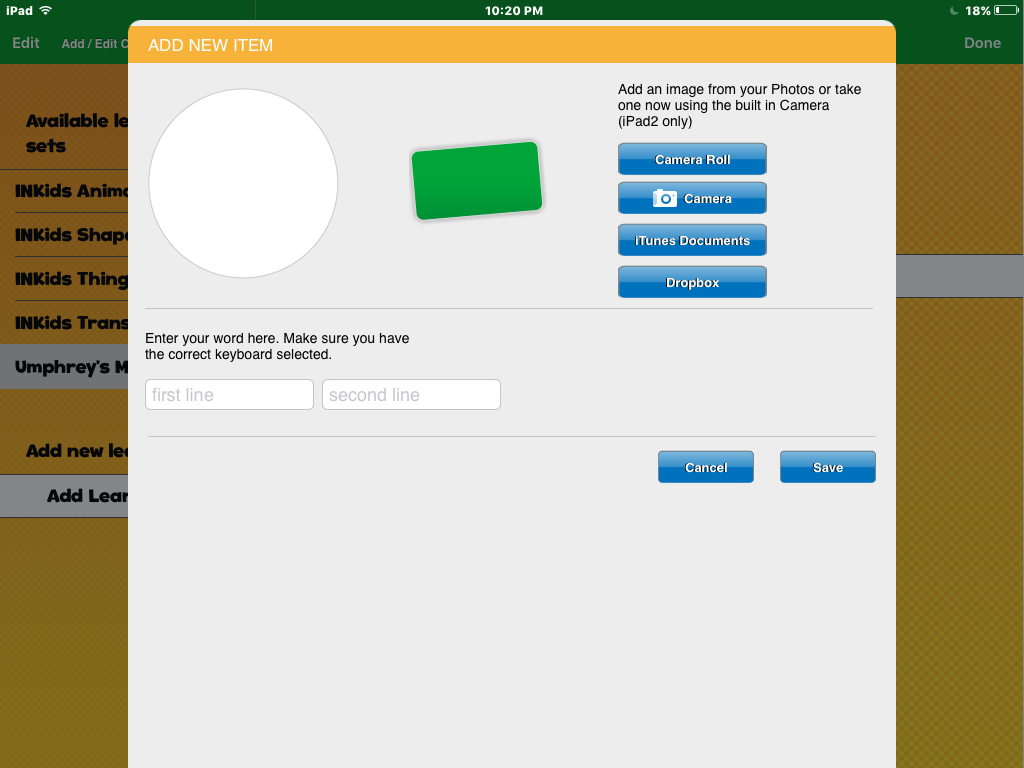 iPad 10:20 PM 18%
Edit Add / Edit C Done
ADD NEW ITEM
Available le
sets
INKids Anima
INKids Shap
INKids Thing
INKids Trans
Umphrey's M
Add new lea
Add Lear
Add an image from your Photos or take
one now using the built in Camera
(iPad2 only)
Camera Roll
Camera
iTunes Documents
Dropbox
Enter your word here. Make sure you have
the correct keyboard selected.
first line second line
Cancel Save